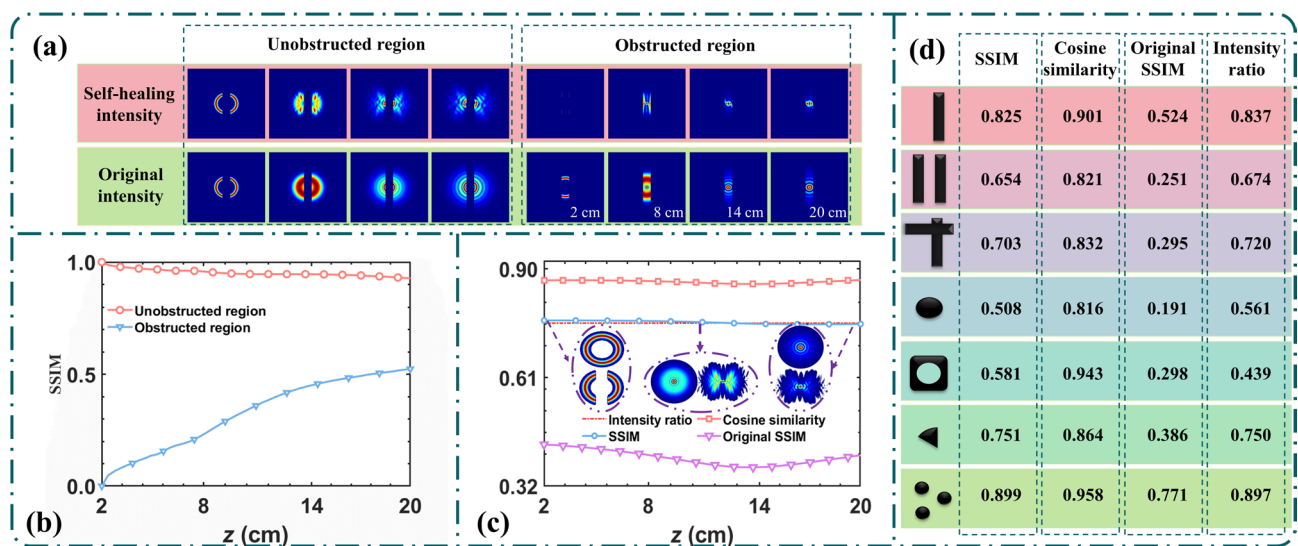 (a)
Unobstructed region
Obstructed region
Self-healing
intensity
Original
intensity
2 cm
8 cm
14 cm
20 cm
(b)
SSIM
1.0
0.5
0.0
Unobstructed region
Obstructed region
2
8
14
20
z (cm)
(c)
0.90
0.61
0.32
Intensity ratio
Cosine similarity
SSIM
Original SSIM
2
8
14
20
z (cm)
(d)
SSIM
Cosine
similarity
Original
SSIM
Intensity
ratio
0.825 0.901 0.524 0.837
0.654 0.821 0.251 0.674
0.703 0.832 0.295 0.720
0.508 0.816 0.191 0.561
0.581 0.943 0.298 0.439
0.751 0.864 0.386 0.750
0.899 0.958 0.771 0.897